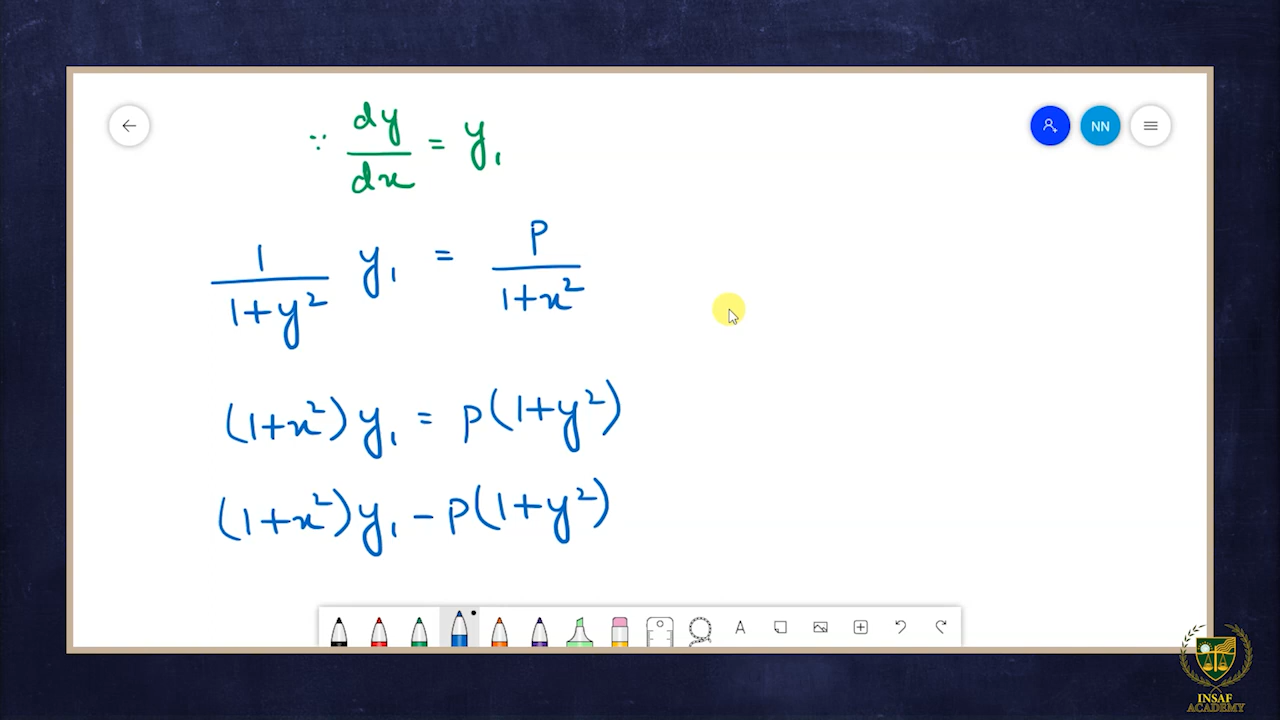 ∵ dy/dx = y₁
NN
1/(1+y²) y₁ = p/(1+x²)
(1+x²) y₁ = p(1+y²)
(1+x²) y₁ - p(1+y²)
A
INSAF
ACADEMY